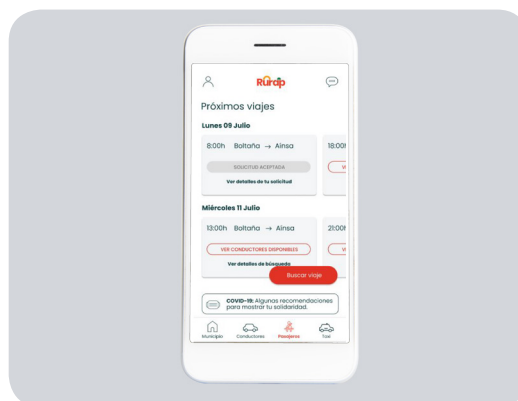 Rurap
Próximos viajes
Lunes 09 Julio
8:00h Boltaña → Aínsa
18:00h
SOLICITUD ACEPTADA
Ver detalles de tu solicitud
Miércoles 11 Julio
13:00h Boltaña → Aínsa
21:00h
VER CONDUCTORES DISPONIBLES
Ver detalles de búsqueda
Buscar viaje
COVID-19: Algunas recomendaciones
para mostrar tu solidaridad.
Municipio Conductores Pasajeros Taxi